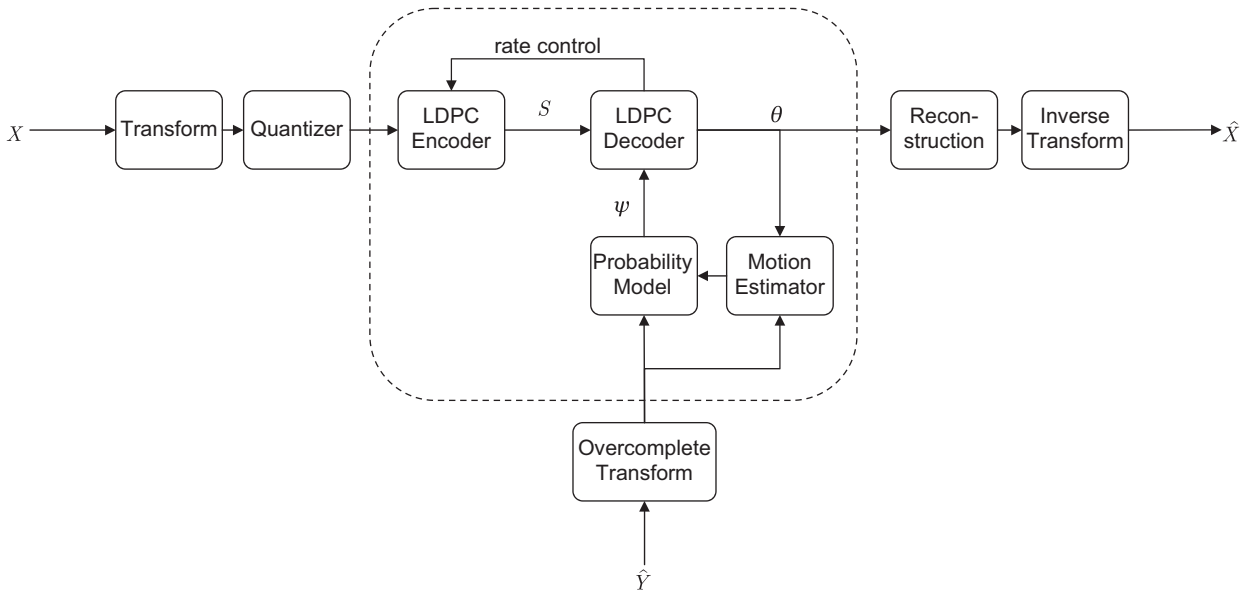 rate control
X
Transform
Quantizer
LDPC
Encoder
S
LDPC
Decoder
θ
Recon-
struction
Inverse
Transform
X̂
ψ
Probability
Model
Motion
Estimator
Overcomplete
Transform
Ŷ